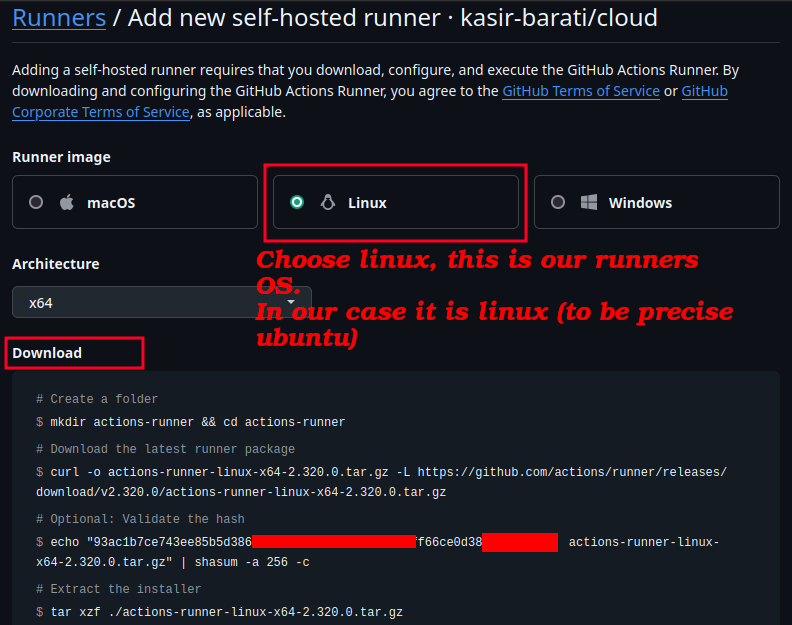 Runners / Add new self-hosted runner · kasir-barati/cloud
Adding a self-hosted runner requires that you download, configure, and execute the GitHub Actions Runner. By
downloading and configuring the GitHub Actions Runner, you agree to the GitHub Terms of Service or GitHub
Corporate Terms of Service, as applicable.
Runner image
macOS
Linux
Windows
Choose linux, this is our runners
OS.
In our case it is linux (to be precise
ubuntu)
Architecture
x64
Download
# Create a folder
$ mkdir actions-runner && cd actions-runner
# Download the latest runner package
$ curl -o actions-runner-linux-x64-2.320.0.tar.gz -L https://github.com/actions/runner/releases/
download/v2.320.0/actions-runner-linux-x64-2.320.0.tar.gz
# Optional: Validate the hash
$ echo "93ac1b7ce743ee85b5d386 f66ce0d38 actions-runner-linux-
x64-2.320.0.tar.gz" | shasum -a 256 -c
# Extract the installer
$ tar xzf ./actions-runner-linux-x64-2.320.0.tar.gz